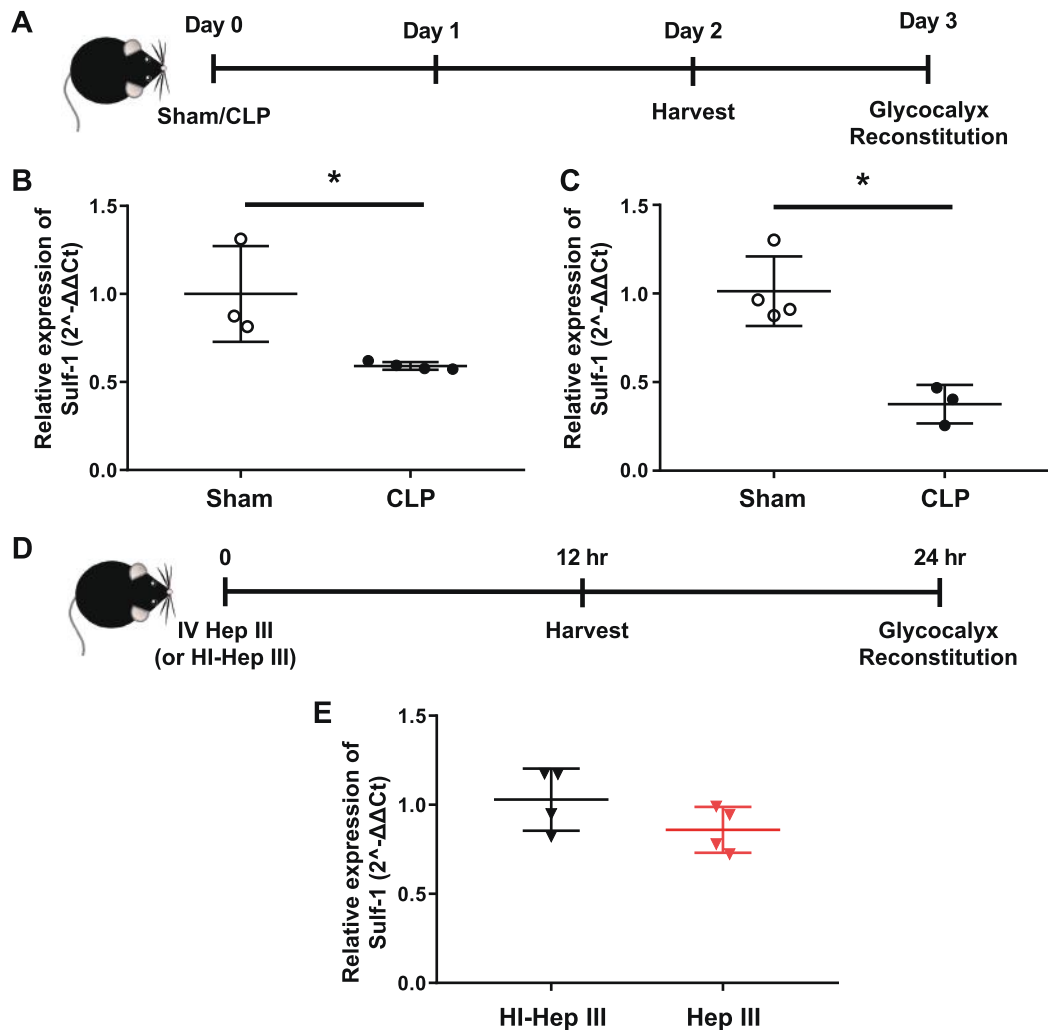 A
Day 0
Day 1
Day 2
Day 3
Sham/CLP
Harvest
Glycocalyx
Reconstitution
B
Relative expression of
Sulf-1 (2^-ΔΔCt)
1.5
1.0
0.5
0.0
*
Sham
CLP
C
Relative expression of
Sulf-1 (2^-ΔΔCt)
1.5
1.0
0.5
0.0
*
Sham
CLP
D
0
12 hr
24 hr
IV Hep III
(or HI-Hep III)
Harvest
Glycocalyx
Reconstitution
E
Relative expression of
Sulf-1 (2^-ΔΔCt)
1.5
1.0
0.5
0.0
HI-Hep III
Hep III